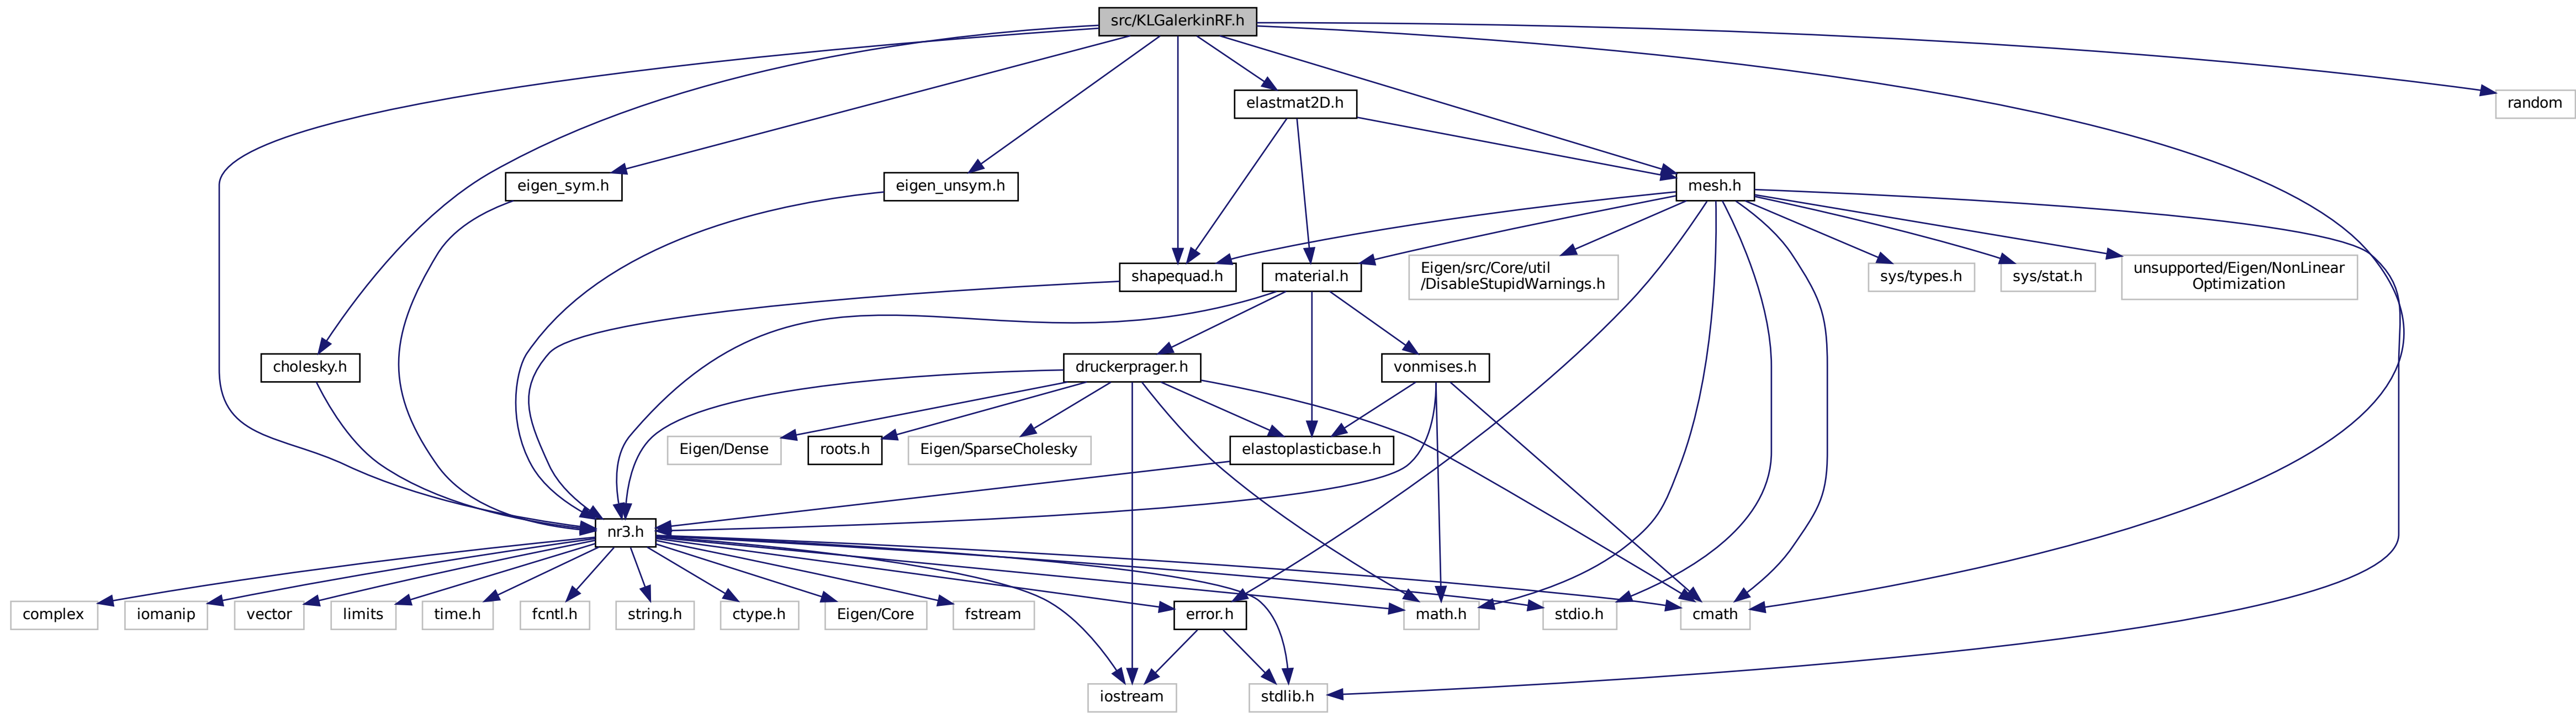 src/KLGalerkinRF.h
elastmat2D.h
random
eigen_sym.h
eigen_unsym.h
mesh.h
shapequad.h
material.h
Eigen/src/Core/util
/DisableStupidWarnings.h
sys/types.h
sys/stat.h
unsupported/Eigen/NonLinear
Optimization
cholesky.h
druckerprager.h
vonmises.h
Eigen/Dense
roots.h
Eigen/SparseCholesky
elastoplasticbase.h
nr3.h
complex
iomanip
vector
limits
time.h
fcntl.h
string.h
ctype.h
Eigen/Core
fstream
error.h
math.h
stdio.h
cmath
iostream
stdlib.h